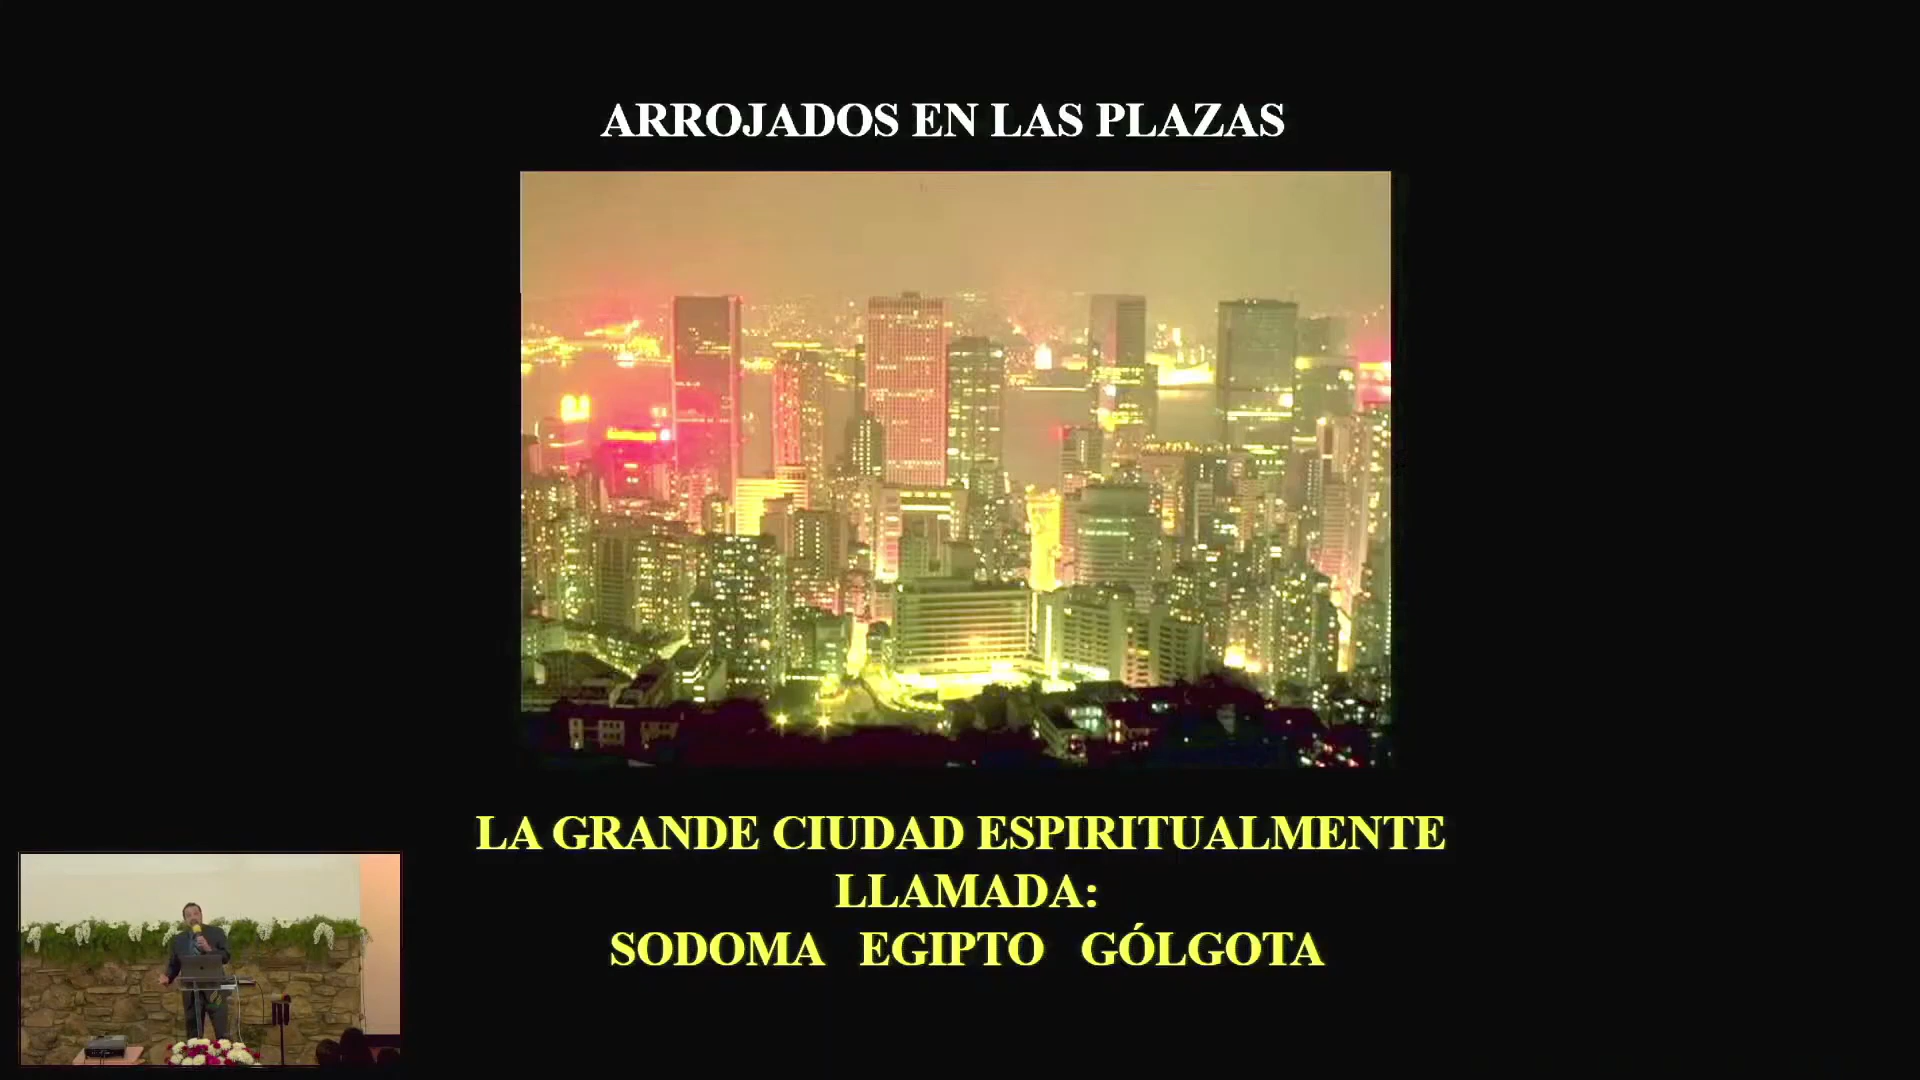 ARROJADOS EN LAS PLAZAS
LA GRANDE CIUDAD ESPIRITUALMENTE
LLAMADA:
SODOMA EGIPTO GÓLGOTA